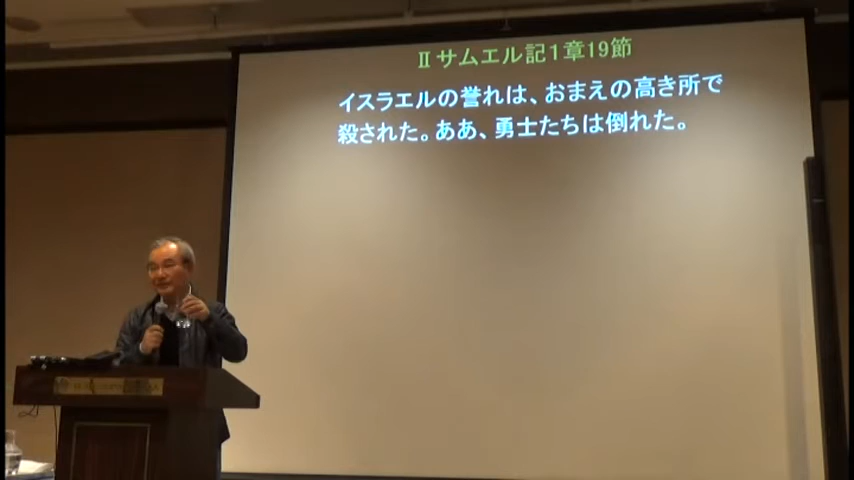 Ⅱサムエル記1章19節
イスラエルの誉れは、おまえの高き所で
殺された。ああ、勇士たちは倒れた。